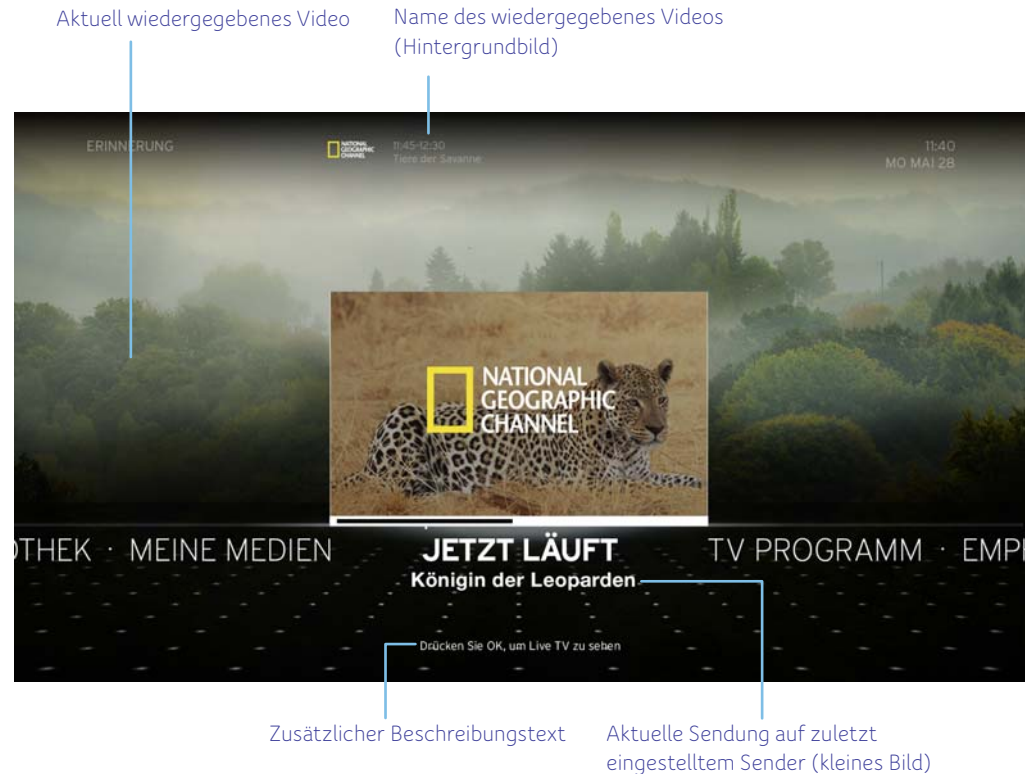 Aktuell wiedergegebenes Video
Name des wiedergegebenes Videos
(Hintergrundbild)
ERINNERUNG
NATIONAL
GEOGRAPHIC
CHANNEL
11:45-12:30
Tiere der Savanne
11:40
MO MAI 28
NATIONAL
GEOGRAPHIC
CHANNEL
OTHEK · MEINE MEDIEN
JETZT LÄUFT
TV PROGRAMM · EMP
Königin der Leoparden
Drücken Sie OK, um Live TV zu sehen
Zusätzlicher Beschreibungstext
Aktuelle Sendung auf zuletzt
eingestelltem Sender (kleines Bild)